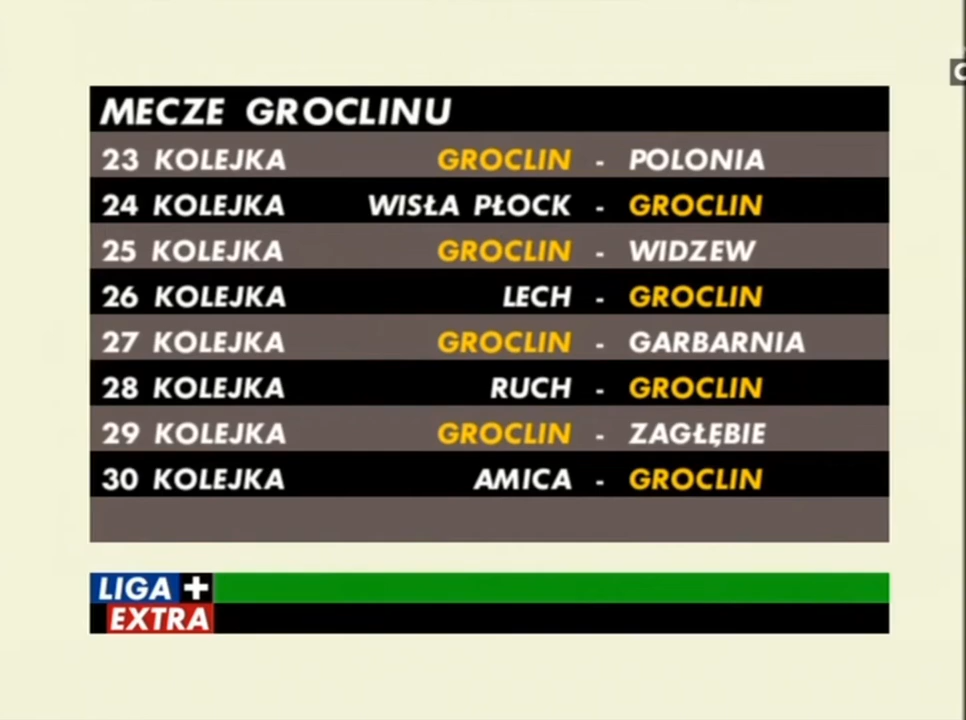 MECZE GROCLINU
23 KOLEJKA GROCLIN - POLONIA
24 KOLEJKA WISŁA PŁOCK - GROCLIN
25 KOLEJKA GROCLIN - WIDZEW
26 KOLEJKA LECH - GROCLIN
27 KOLEJKA GROCLIN - GARBARNIA
28 KOLEJKA RUCH - GROCLIN
29 KOLEJKA GROCLIN - ZAGŁĘBIE
30 KOLEJKA AMICA - GROCLIN
LIGA +
EXTRA